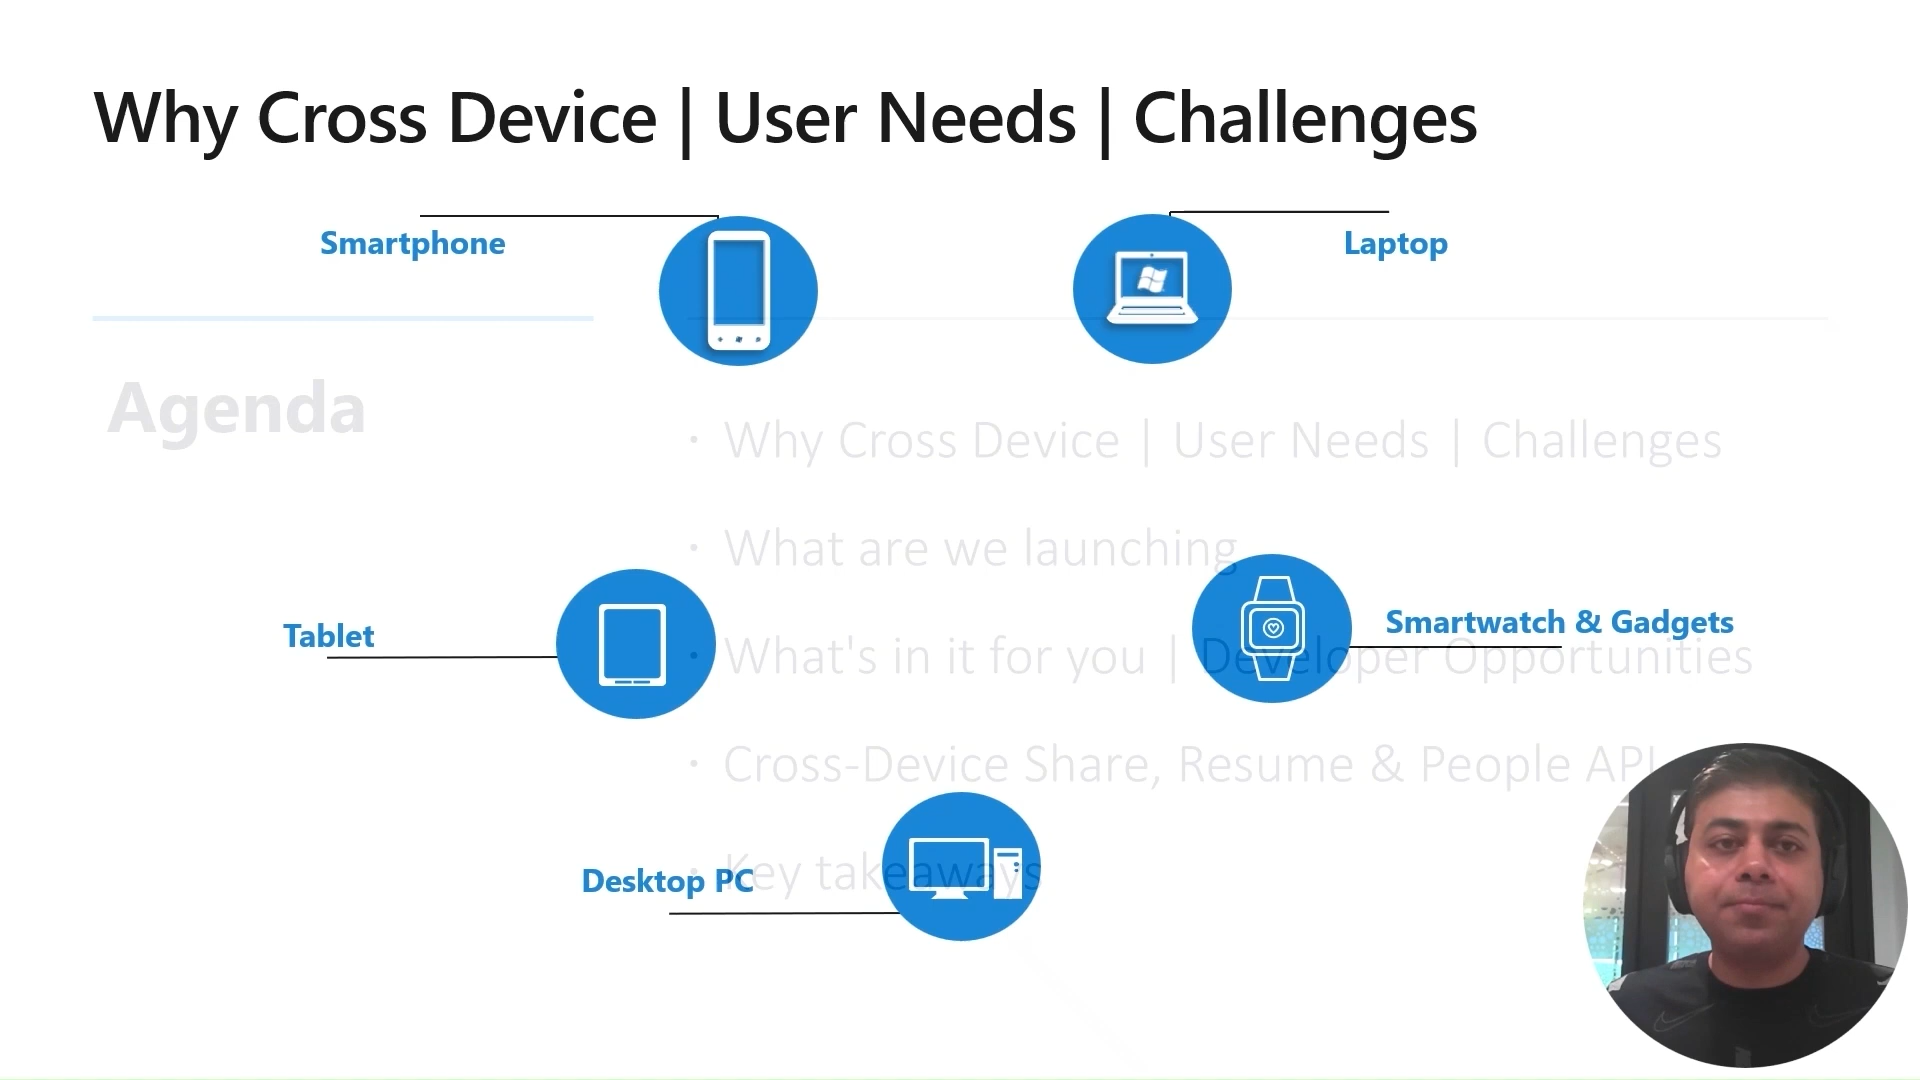 Why Cross Device | User Needs | Challenges
Smartphone
Laptop
Agenda
• Why Cross Device | User Needs | Challenges
• What are we launching
Tablet
Smartwatch & Gadgets
• What's in it for you | Developer Opportunities
• Cross-Device Share, Resume & People API
Desktop PC
• Key takeaways